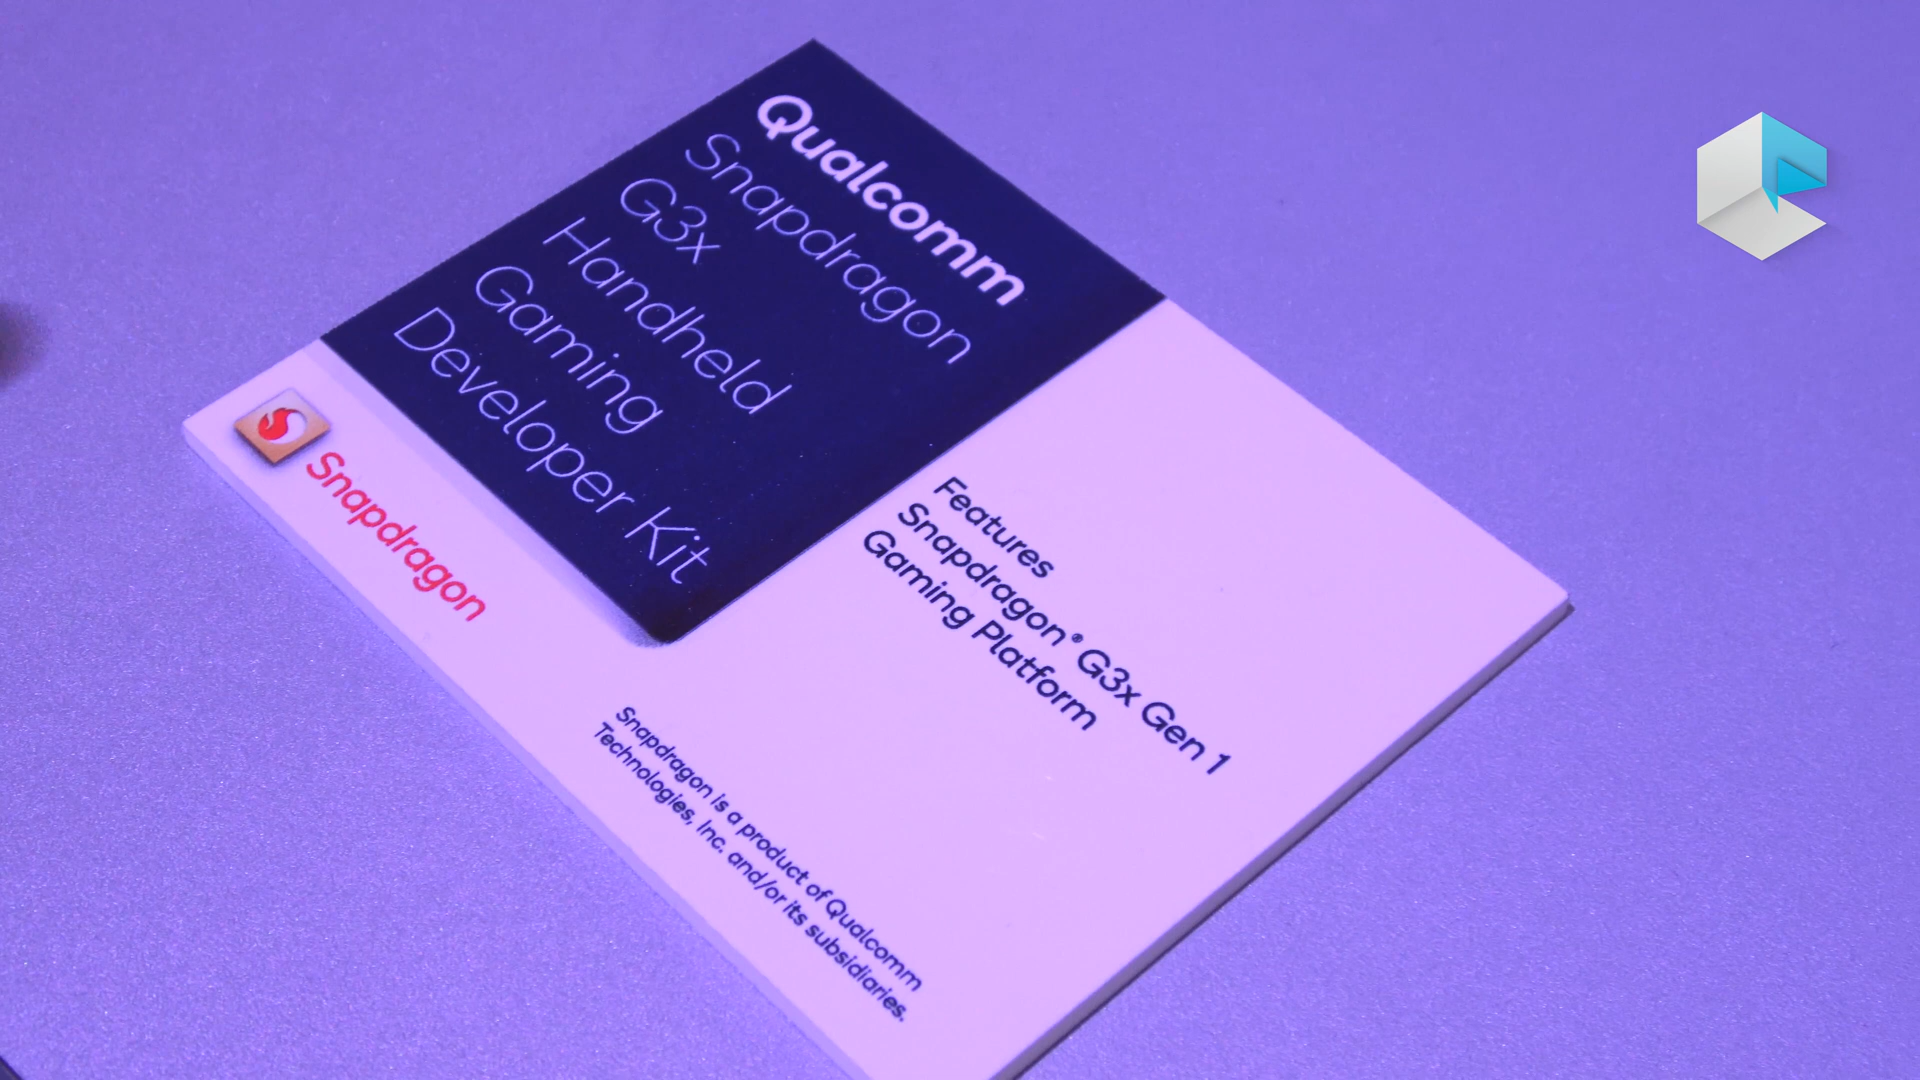 Qualcomm
Snapdragon
G3x
Handheld
Gaming
Developer Kit
Snapdragon
Features
Snapdragon® G3x Gen 1
Gaming Platform
Snapdragon is a product of Qualcomm
Technologies, Inc. and/or its subsidiaries.